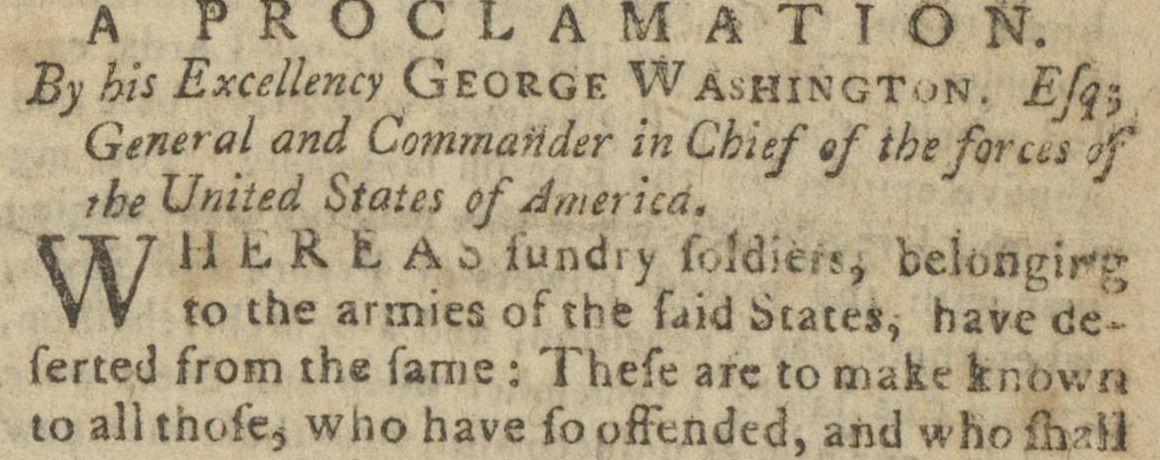 A PROCLAMATION.
By his Excellency GEORGE WASHINGTON. Eſq;
General and Commander in Chief of the forces of
the United States of America.
WHEREAS ſundry ſoldiers, belonging
to the armies of the ſaid States, have de-
ſerted from the ſame: Theſe are to make known
to all thoſe, who have ſo offended, and who ſhall